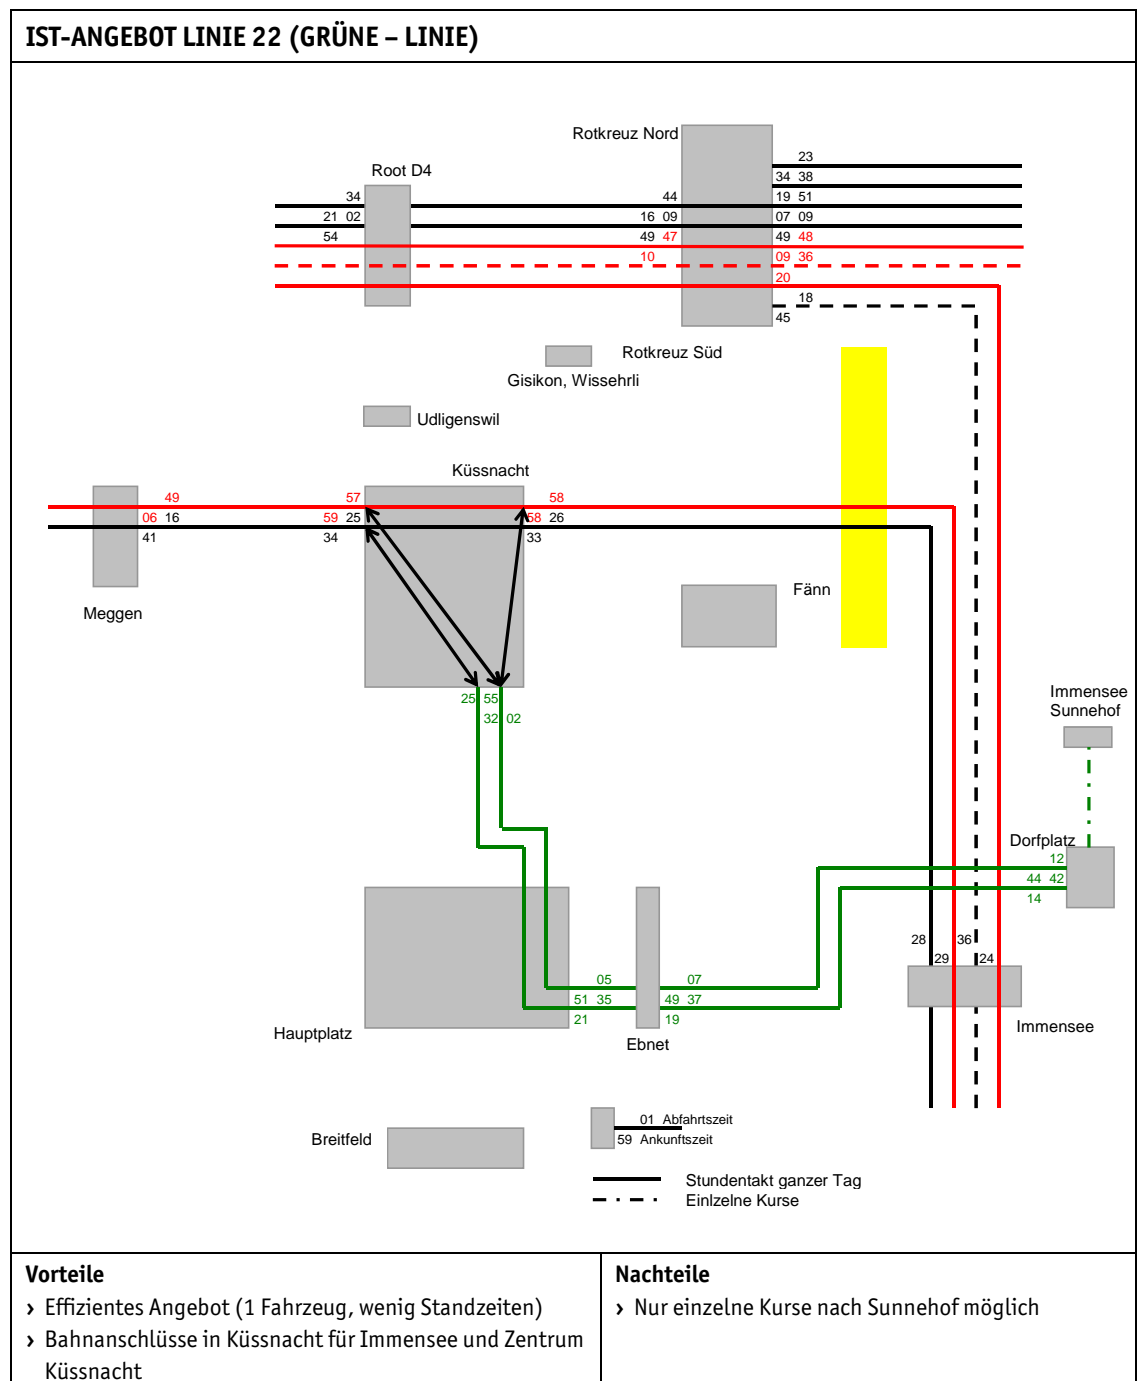 IST-ANGEBOT LINIE 22 (GRÜNE – LINIE)
Rotkreuz Nord
23
Root D4
34 38
34
44
19 51
21 02
16 09
07 09
54
49 47
49 48
10
09 36
20
18
45
Rotkreuz Süd
Gisikon, Wissehrli
Udligenswil
Küssnacht
49
57
58
06 16
59 25
58 26
41
34
33
Fänn
Meggen
Immensee
Sunnehof
25 55
32 02
Dorfplatz
12
44 42
14
28
36
29
24
05
07
51 35
49 37
21
19
Hauptplatz
Ebnet
Immensee
01 Abfahrtszeit
59 Ankunftszeit
Breitfeld
Stundentakt ganzer Tag
Einlzelne Kurse
Vorteile
› Effizientes Angebot (1 Fahrzeug, wenig Standzeiten)
› Bahnanschlüsse in Küssnacht für Immensee und Zentrum
Küssnacht
Nachteile
› Nur einzelne Kurse nach Sunnehof möglich